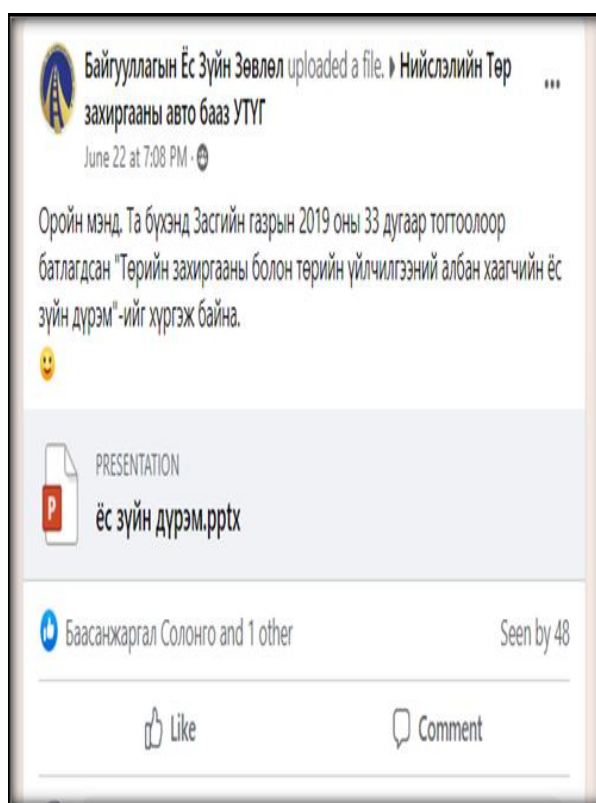 Байгууллагын Ёс Зүйн Зөвлөл uploaded a file. ▸ Нийслэлийн Төр
захиргааны авто бааз УТҮГ
June 22 at 7:08 PM ·
Оройн мэнд. Та бүхэнд Засгийн газрын 2019 оны 33 дугаар тогтоолоор
батлагдсан "Төрийн захиргааны болон төрийн үйлчилгээний албан хаагчийн ёс
зүйн дүрэм"-ийг хүргэж байна.
PRESENTATION
P
ёс зүйн дүрэм.pptx
Баасанжаргал Солонго and 1 other
Seen by 48
Like
Comment